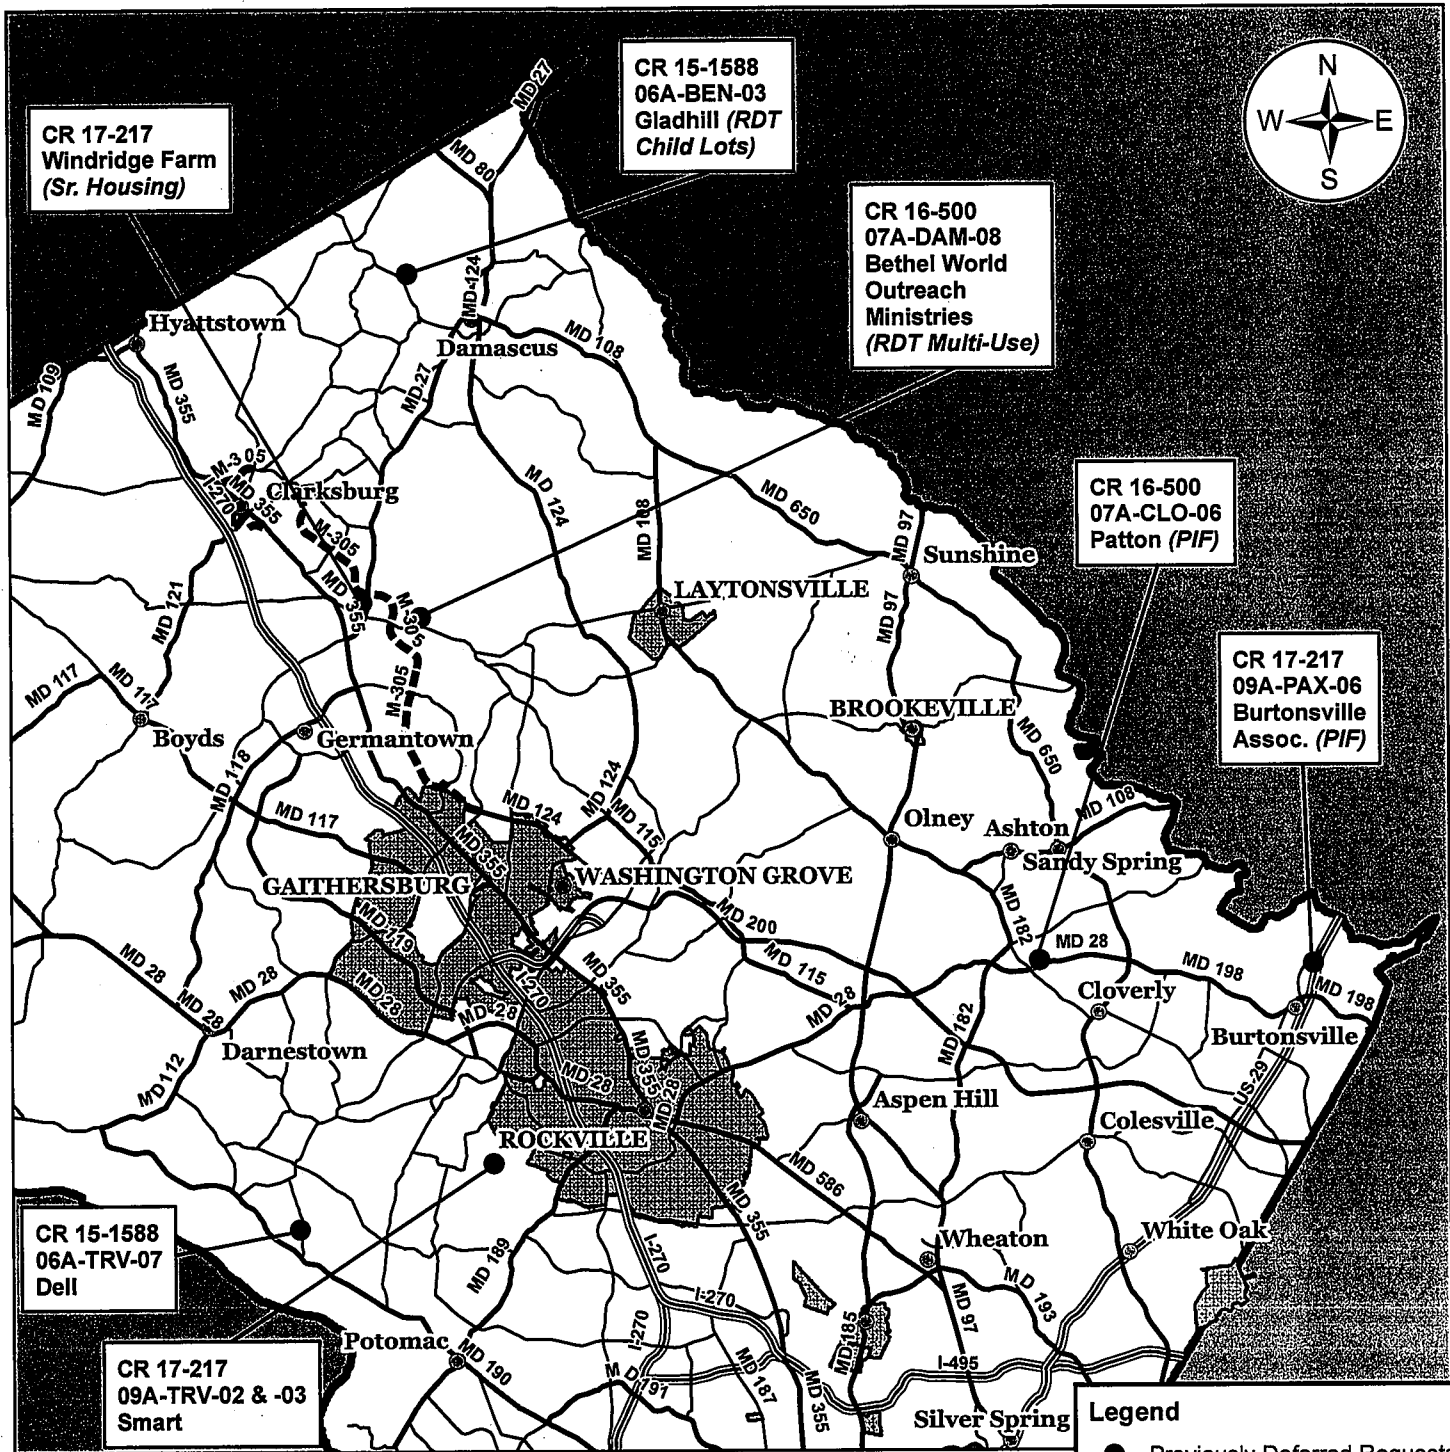 CR 15-1588
06A-BEN-03
Gladhill (RDT
Child Lots)
N
W
E
S
CR 17-217
Windridge Farm
(Sr. Housing)
CR 16-500
07A-DAM-08
Bethel World
Outreach
Ministries
(RDT Multi-Use)
CR 16-500
07A-CLO-06
Patton (PIF)
CR 17-217
09A-PAX-06
Burtonsville
Assoc. (PIF)
CR 15-1588
06A-TRV-07
Dell
CR 17-217
09A-TRV-02 & -03
Smart
MD 27
MD 80
MD-124
Hyattstown
Damascus
MD 108
MD 109
MD 355
MD-27
M-305
Clarksburg
I-270
MD 355
M-305
MD 124
MD 108
MD 650
MD 97
Sunshine
MD 121
MD 355
M-305
LAYTONSVILLE
MD 97
MD 117
MD 117
M-305
BROOKEVILLE
Boyds
Germantown
MD 650
MD 118
MD 117
MD 124
MD 124
MD 115
MD 108
MD 355
Olney
Ashton
Sandy Spring
GAITHERSBURG
WASHINGTON GROVE
MD 119
MD 200
MD 182
MD 28
MD 28
MD 28
MD 28
MD 28
I-270
MD 355
MD 115
MD 28
MD 28
MD 198
MD 198
Cloverly
Darnestown
MD 112
MD 28
MD 355
MD 28
MD 182
Burtonsville
US 29
Aspen Hill
Colesville
ROCKVILLE
MD 586
MD 355
Wheaton
White Oak
MD 189
I-270
I-270
I-270
MD 193
MD 97
MD 185
Potomac
MD 190
MD 191
MD 187
MD 355
I-495
Silver Spring
Legend
Previously Deferred Request